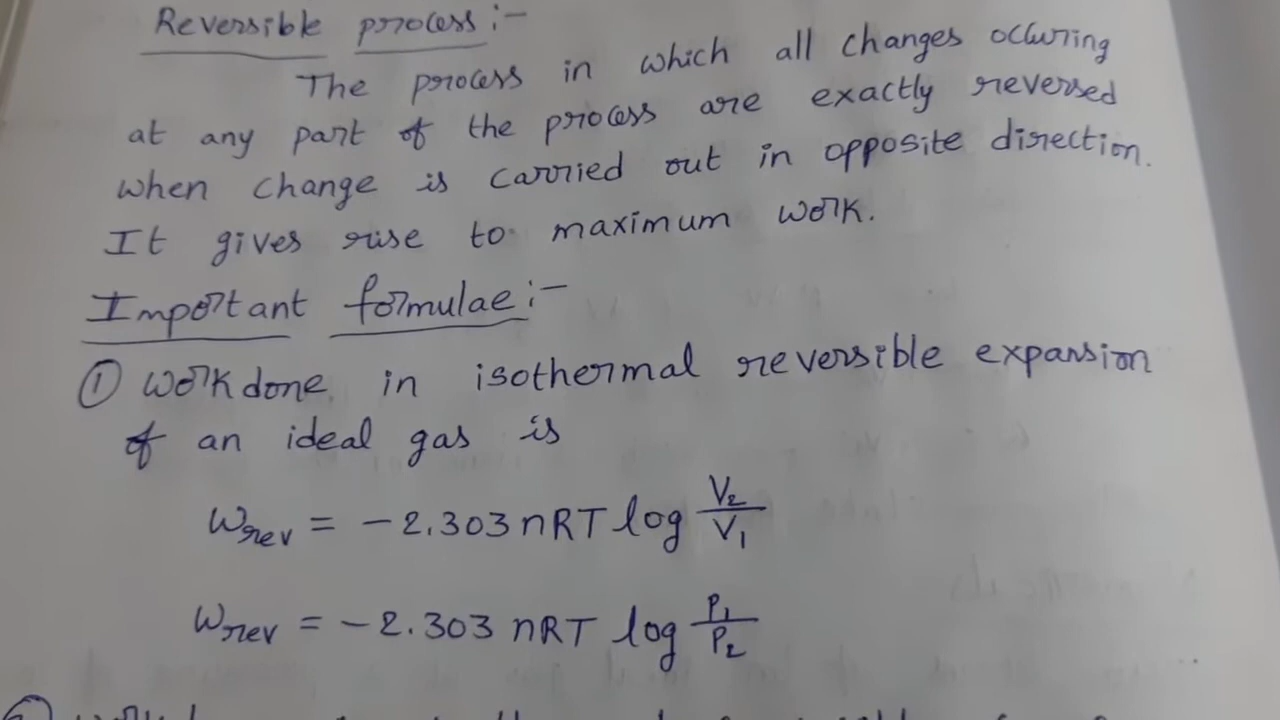 Reversible process :-
The process in which all changes occuring
at any part of the process are exactly reversed
when change is carried out in opposite direction.
It gives rise to maximum work.
Important formulae :-
① Work done in isothermal reversible expansion
of an ideal gas is
Wrev = - 2.303 nRT log V2/V1
Wrev = - 2.303 nRT log P1/P2